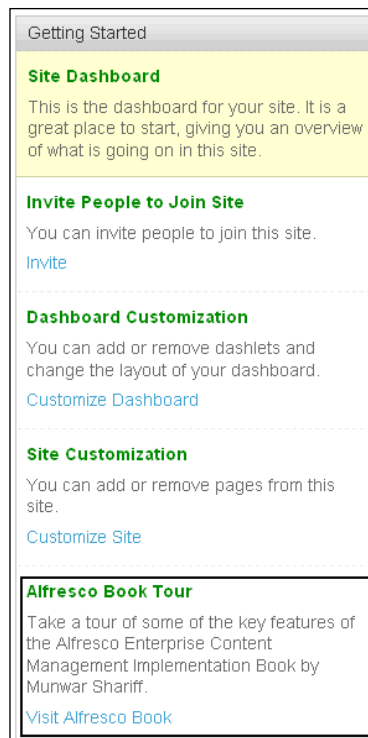 Getting Started
Site Dashboard
This is the dashboard for your site. It is a
great place to start, giving you an overview
of what is going on in this site.
Invite People to Join Site
You can invite people to join this site.
Invite
Dashboard Customization
You can add or remove dashlets and
change the layout of your dashboard.
Customize Dashboard
Site Customization
You can add or remove pages from this
site.
Customize Site
Alfresco Book Tour
Take a tour of some of the key features of
the Alfresco Enterprise Content
Management Implementation Book by
Munwar Shariff.
Visit Alfresco Book